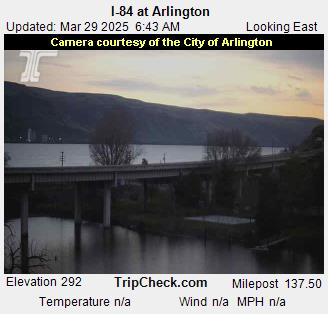 I-84 at Arlington
Updated: Mar 29 2025 6:43 AM Looking East
Camera courtesy of the City of Arlington
Elevation 292 TripCheck.com Milepost 137.50
Temperature n/a Wind n/a MPH n/a